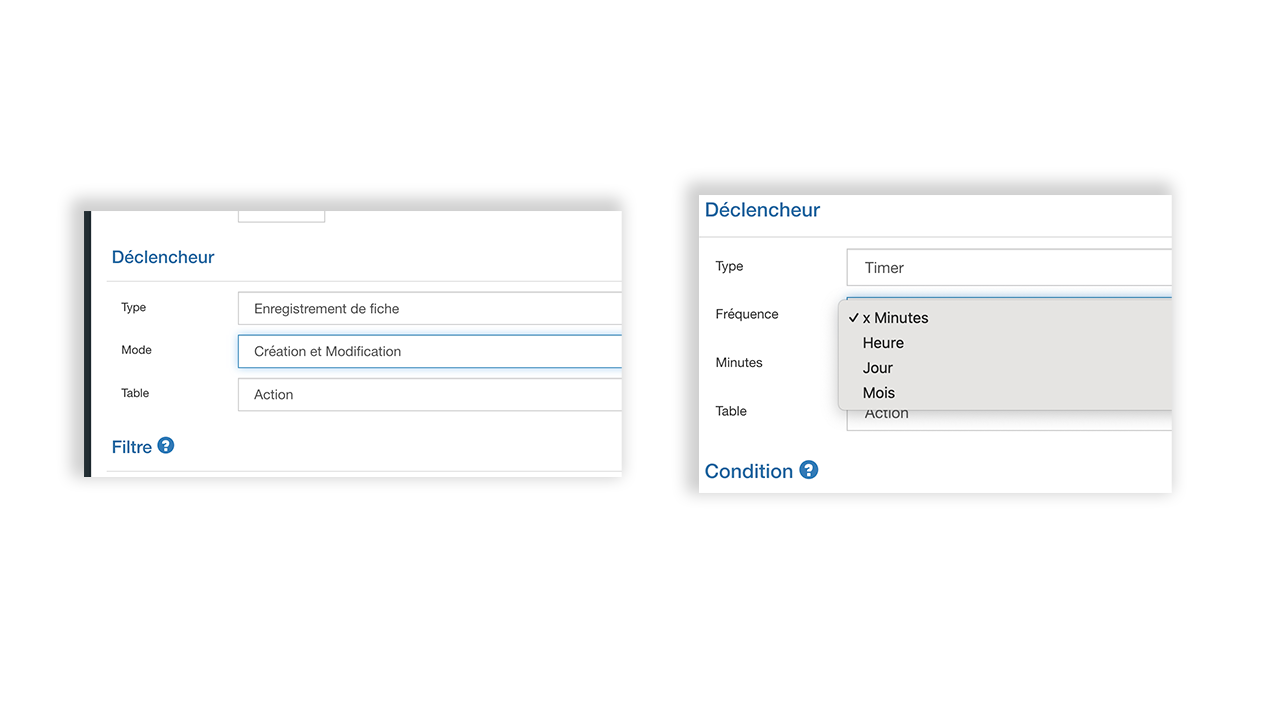 Déclencheur
Type
Enregistrement de fiche
Mode
Création et Modification
Table
Action
Filtre ?
Déclencheur
Type
Timer
Fréquence
✓ x Minutes
Heure
Jour
Mois
Minutes
Table
Action
Condition ?